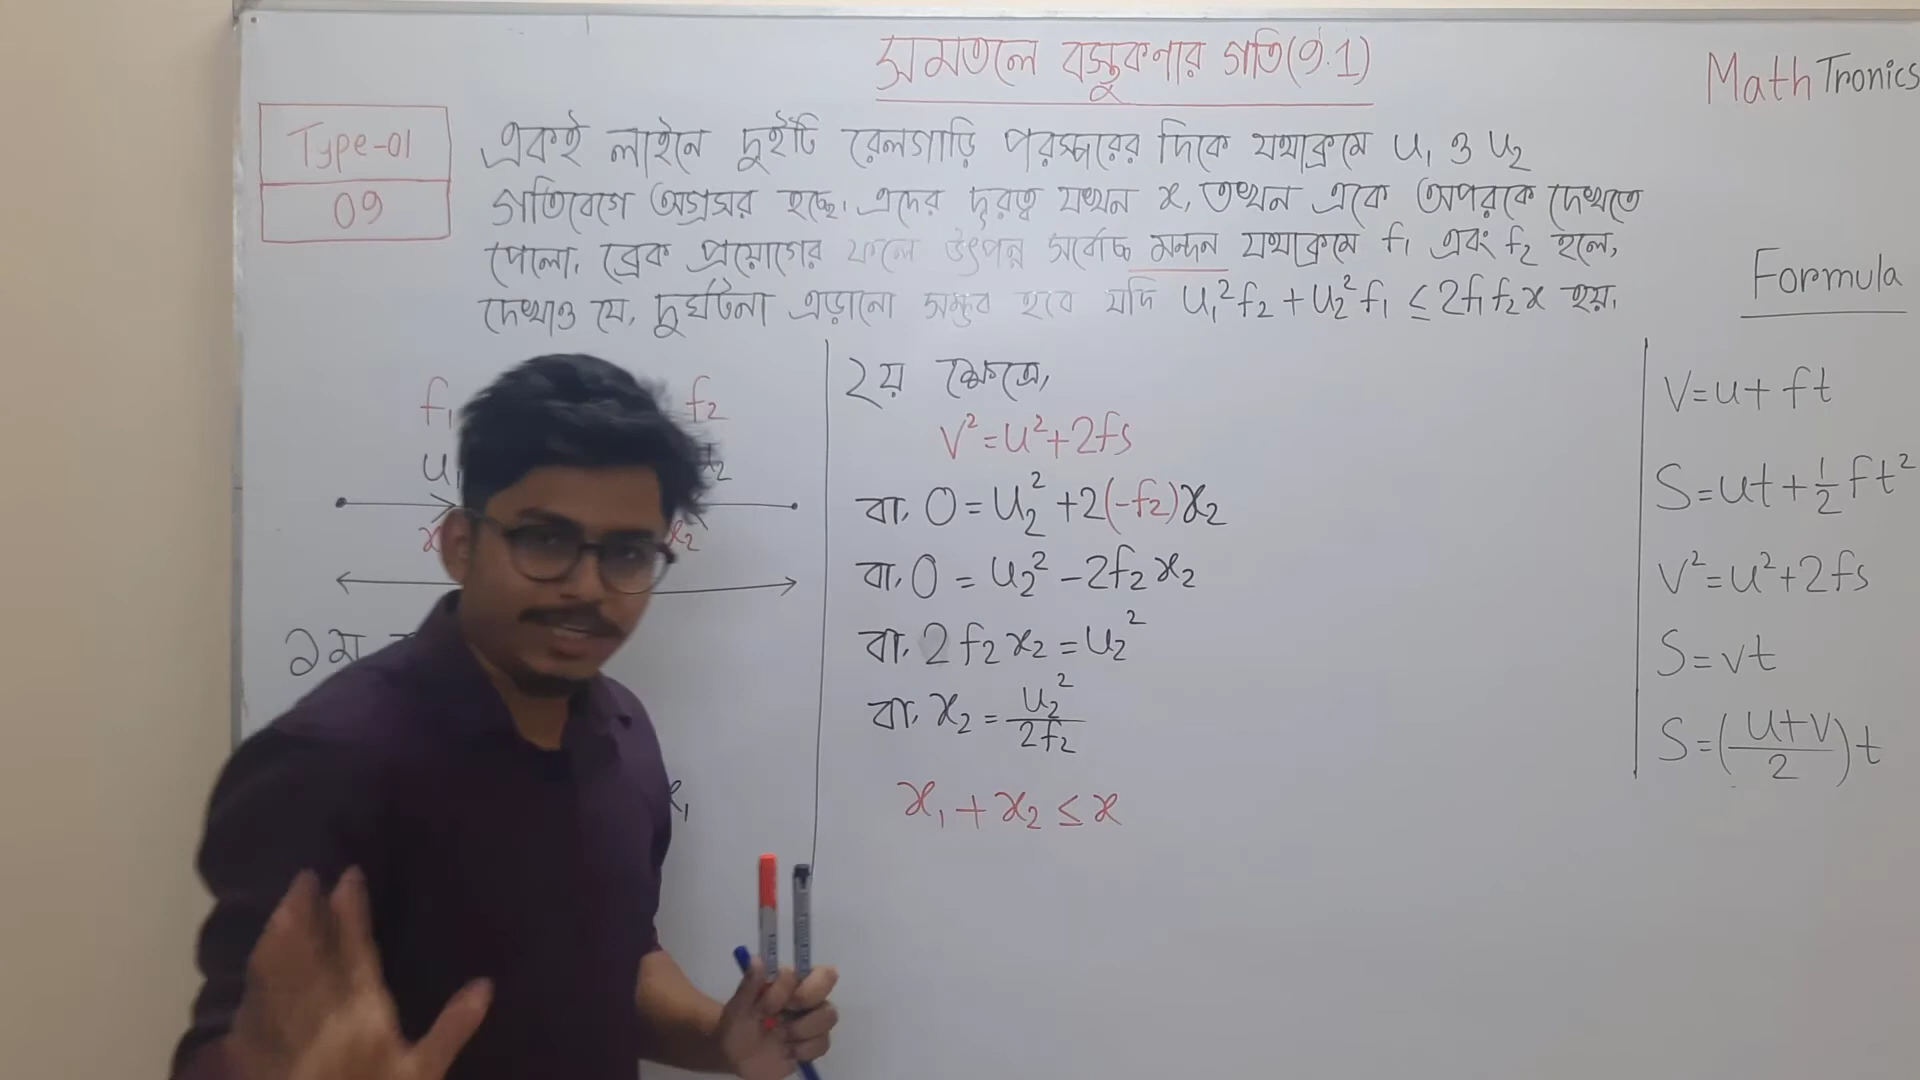 সমতলে বস্তুকণার গতি(9.1)
MathTronics
Type-01
09
একই লাইনে দুইটি রেলগাড়ি পরস্পরের দিকে যথাক্রমে u₁ ও u₂
গতিবেগে অগ্রসর হচ্ছে। এদের দূরত্ব যখন x, তখন একে অপরকে দেখতে
পেলো। ব্রেক প্রয়োগের ফলে উৎপন্ন সর্বোচ্চ মন্দন যথাক্রমে f₁ এবং f₂ হলে,
দেখাও যে, দুর্ঘটনা এড়ানো সম্ভব হবে যদি u₁²f₂ + u₂²f₁ ≤ 2f₁f₂x হয়।
f₁ f₂
u₁
x₂
১ম
২য় ক্ষেত্রে,
v² = u² + 2fs
বা, 0 = u₂² + 2(-f₂)x₂
বা, 0 = u₂² - 2f₂x₂
বা, 2f₂x₂ = u₂²
বা, x₂ = u₂²/2f₂
x₁ + x₂ ≤ x
Formula
v = u + ft
S = ut + ½ft²
v² = u² + 2fs
S = vt
S = (u+v/2)t